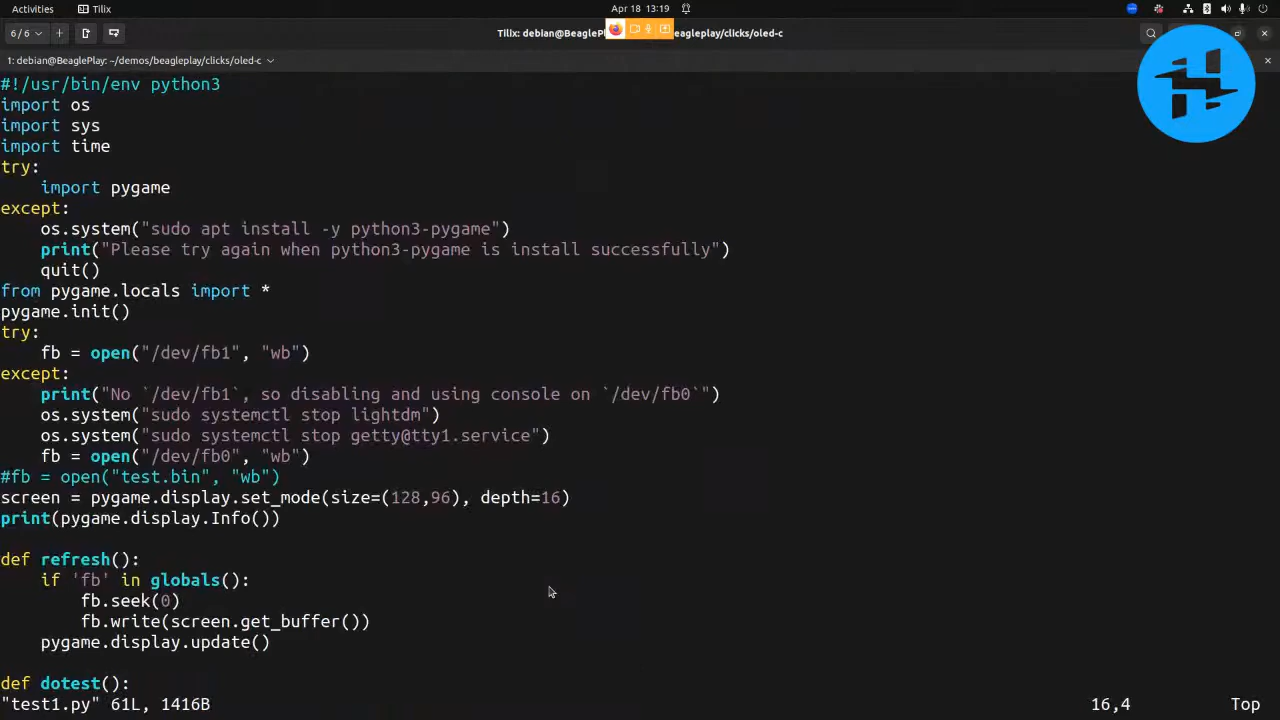 Activities
Tilix
Apr 18 13:19
6/6
Tilix: debian@BeagleP
eagleplay/clicks/oled-c
1: debian@BeaglePlay: ~/demos/beagleplay/clicks/oled-c
#!/usr/bin/env python3
import os
import sys
import time
try:
    import pygame
except:
    os.system("sudo apt install -y python3-pygame")
    print("Please try again when python3-pygame is install successfully")
    quit()
from pygame.locals import *
pygame.init()
try:
    fb = open("/dev/fb1", "wb")
except:
    print("No `/dev/fb1`, so disabling and using console on `/dev/fb0`")
    os.system("sudo systemctl stop lightdm")
    os.system("sudo systemctl stop getty@tty1.service")
    fb = open("/dev/fb0", "wb")
#fb = open("test.bin", "wb")
screen = pygame.display.set_mode(size=(128,96), depth=16)
print(pygame.display.Info())
def refresh():
    if 'fb' in globals():
        fb.seek(0)
        fb.write(screen.get_buffer())
    pygame.display.update()
def dotest():
"test1.py" 61L, 1416B
16,4
Top